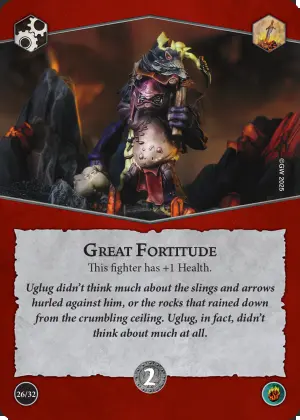 ©GW 2025
GREAT FORTITUDE
This fighter has +1 Health.
Uglug didn't think much about the slings and arrows
hurled against him, or the rocks that rained down
from the crumbling ceiling. Uglug, in fact, didn't
think about much at all.
2
26/32